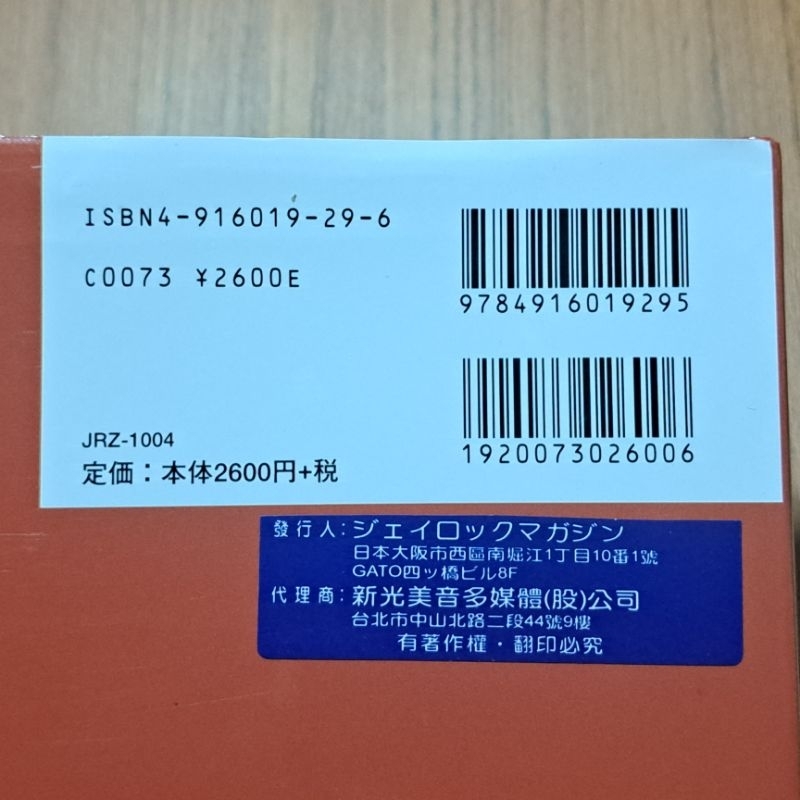 ISBN4-916019-29-6
C0073 ¥2600E
9784916019295
1920073026006
JRZ-1004
定価：本体2600円+税
發行人：ジェイロックマガジン
日本大阪市西區南堀江1丁目10番1號
GATO四ッ橋ビル8F
代理商：新光美音多媒體(股)公司
台北市中山北路二段44號9樓
有著作權・翻印必究